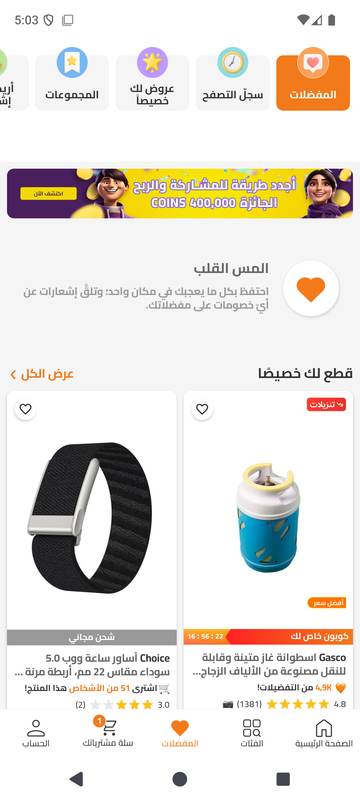 5:03
المفضلات
سجلّ التصفح
عروض لك
خصيصاً
المجموعات
أجدد طريقة للمشاركة والربح
الجائزة 400,000 COINS
اكتشف الآن
المس القلب
احتفظ بكل ما يعجبك في مكان واحد؛ وتلقَّ إشعارات عن
أيّ خصومات على مفضلاتك.
قطع لك خصيصًا
عرض الكل
تنزيلات
أفضل سعر
كوبون خاص لك
16 : 56 : 22
Gasco اسطوانة غاز متينة وقابلة
للنقل مصنوعة من الألياف الزجاج...
4,9K من التفضيلات!
4.8 (1381)
شحن مجاني
Choice أساور ساعة ووب 5.0
سوداء مقاس 22 مم، أربطة مرنة ...
اشترى 51 من الأشخاص هذا المنتج!
3.0 (2)
الصفحة الرئيسية
الفئات
المفضلات
1
سلة مشترياتك
الحساب